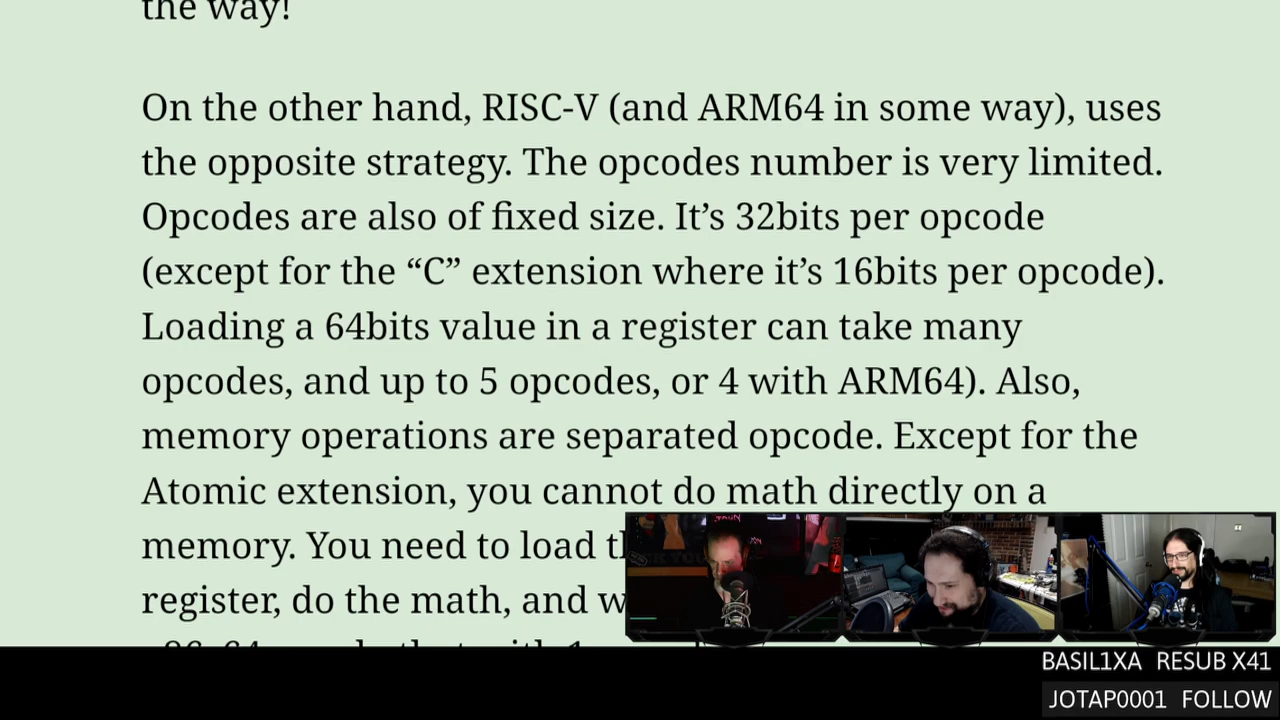 the way!
On the other hand, RISC-V (and ARM64 in some way), uses
the opposite strategy. The opcodes number is very limited.
Opcodes are also of fixed size. It’s 32bits per opcode
(except for the “C” extension where it’s 16bits per opcode).
Loading a 64bits value in a register can take many
opcodes, and up to 5 opcodes, or 4 with ARM64). Also,
memory operations are separated opcode. Except for the
Atomic extension, you cannot do math directly on a
memory. You need to load
register, do the math, and
BASIL1XA RESUB X41
JOTAP0001 FOLLOW